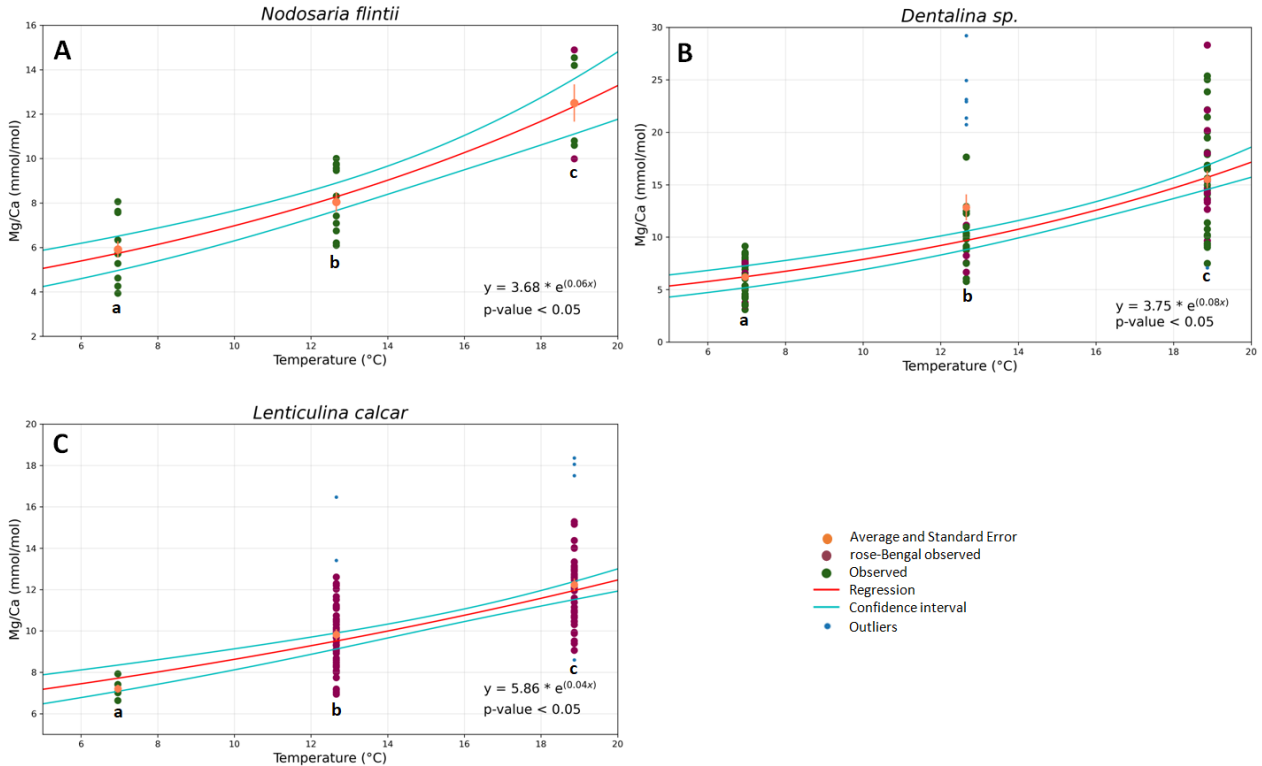 Nodosaria flintii
A
16
14
12
10
8
6
4
2
Mg/Ca (mmol/mol)
a
b
c
y = 3.68 * e^(0.06x)
p-value < 0.05
6 8 10 12 14 16 18 20
Temperature (°C)
Dentalina sp.
B
30
25
20
15
10
5
0
Mg/Ca (mmol/mol)
a
b
c
y = 3.75 * e^(0.08x)
p-value < 0.05
6 8 10 12 14 16 18 20
Temperature (°C)
Lenticulina calcar
C
20
18
16
14
12
10
8
6
Mg/Ca (mmol/mol)
a
b
c
y = 5.86 * e^(0.04x)
p-value < 0.05
6 8 10 12 14 16 18 20
Temperature (°C)
Average and Standard Error
rose-Bengal observed
Observed
Regression
Confidence interval
Outliers